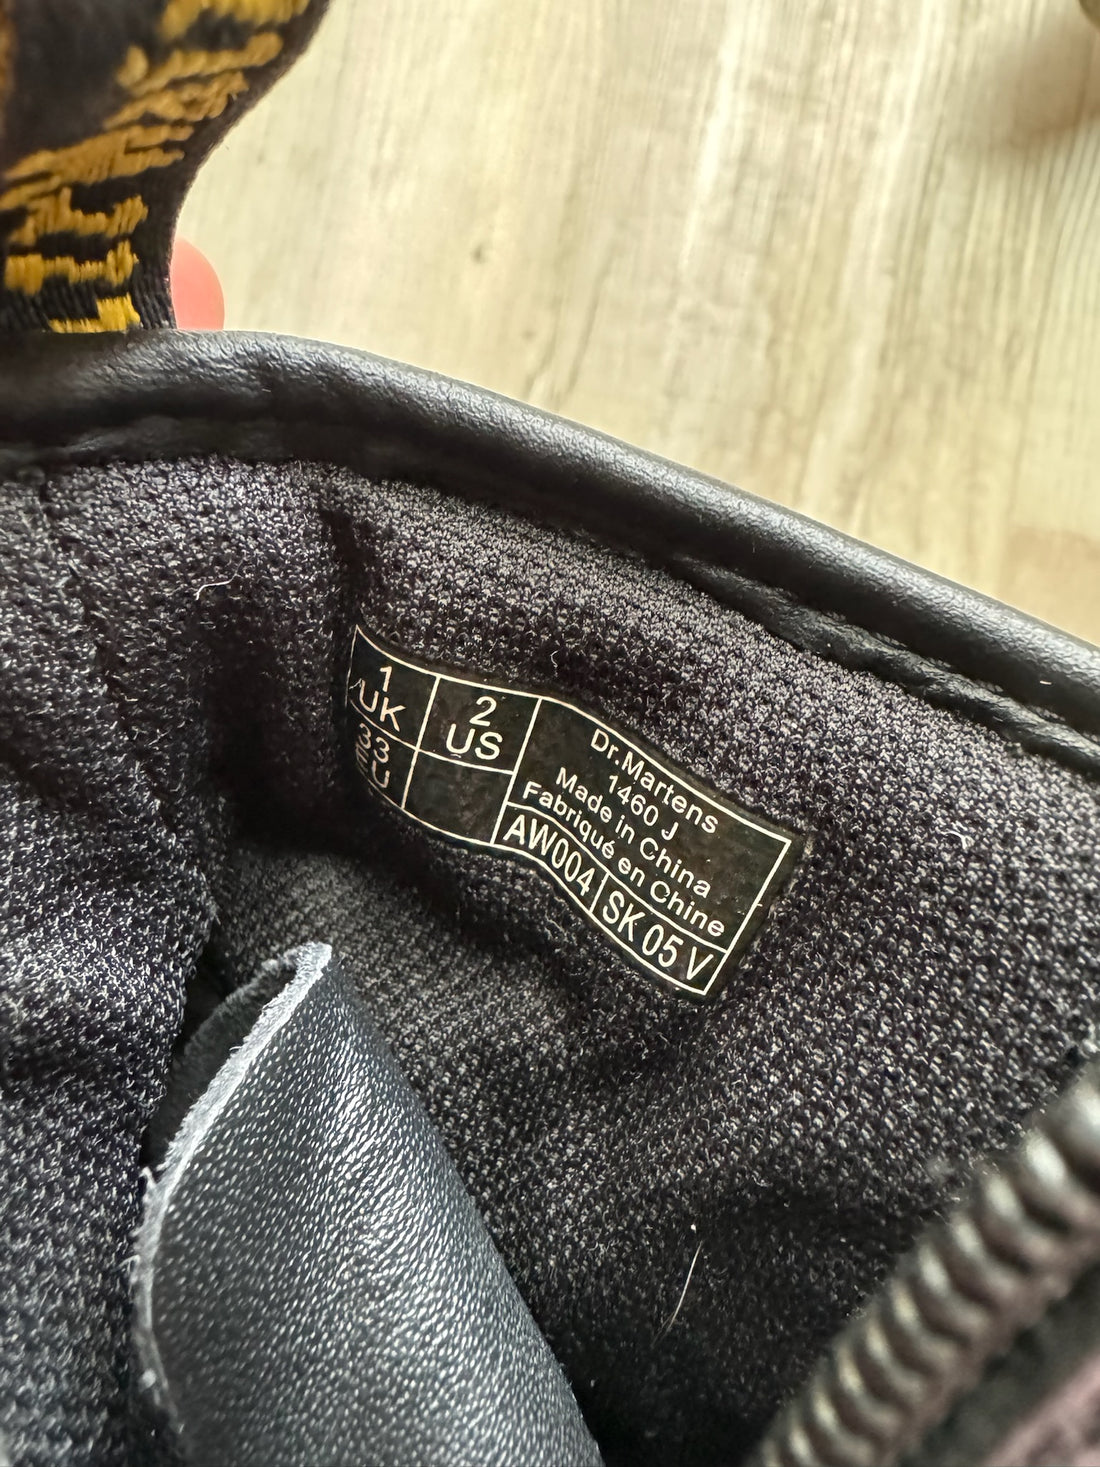 1
UK
2
US
33
EU
Dr.Martens
1460 J
Made in China
Fabriqué en Chine
AW004
SK 05 V